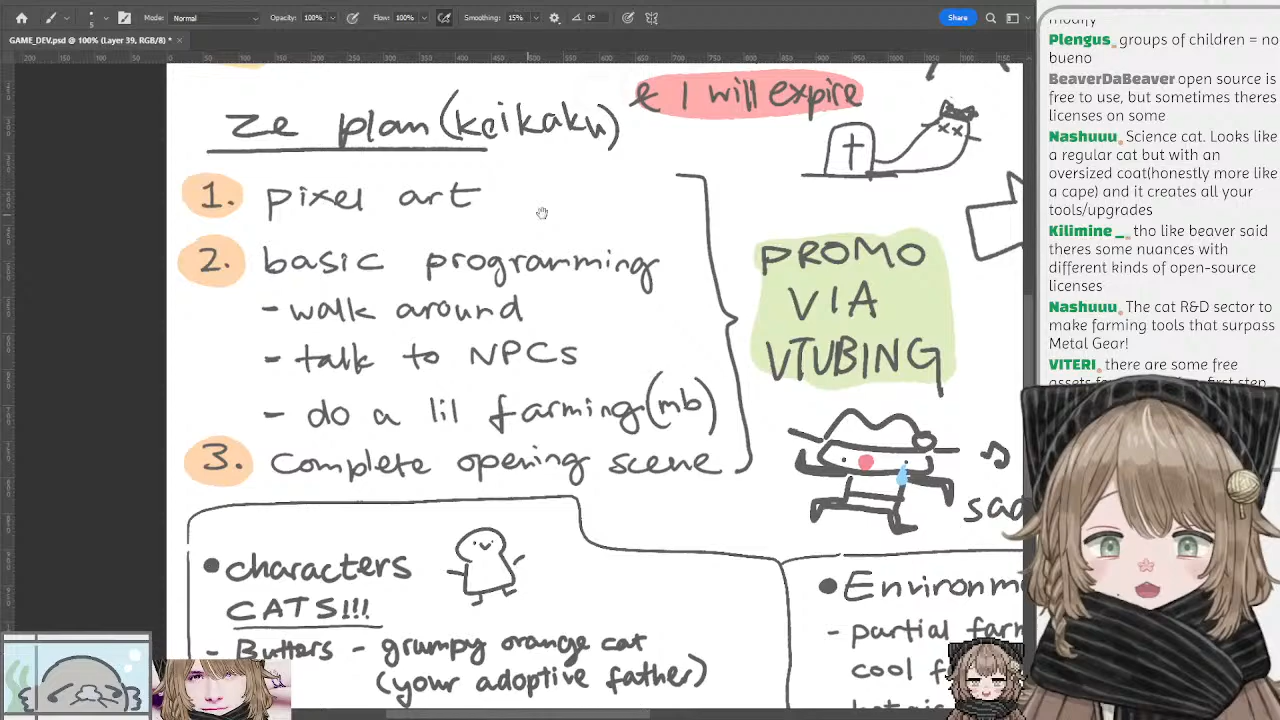 Mode: Normal Opacity: 100% Flow: 100% Smoothing: 15% 0° Share
5
GAME_DEV.psd @ 100% (Layer 39, RGB/8) *
& I will expire
ze plan (keikaku)
1. pixel art
2. basic programming
- walk around
- talk to NPCs
- do a lil farming (mb)
3. complete opening scene
PROMO
VIA
VTUBING
• characters
CATS!!!
- Butters - grumpy orange cat
(your adoptive father)
• Environm
- partial farm
cool f
modify
Plengus groups of children = no
bueno
BeaverDaBeaver open source is
free to use, but sometimes theres
licenses on some
Nashuuu Science cat. Looks like
a regular cat but with an
oversized coat(honestly more like
a cape) and it creates all your
tools/upgrades
Kilimine_ tho like beaver said
theres some nuances with
different kinds of open-source
licenses
Nashuuu The cat R&D sector to
make farming tools that surpass
Metal Gear!
VITERI there are some free